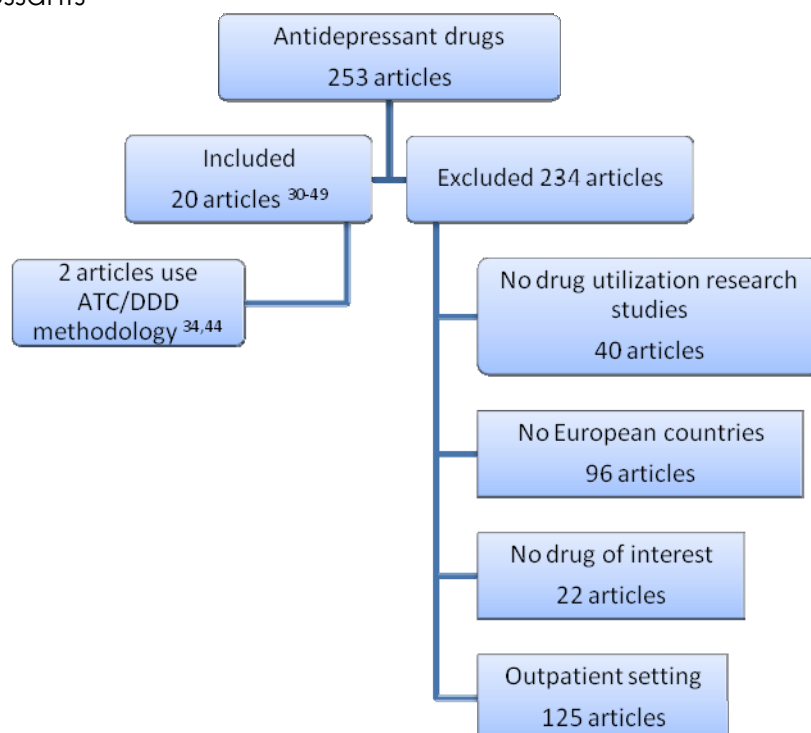 Antidepressant drugs
253 articles
Included
20 articles 30-49
Excluded 234 articles
2 articles use
ATC/DDD
methodology 34,44
No drug utilization research
studies
40 articles
No European countries
96 articles
No drug of interest
22 articles
Outpatient setting
125 articles